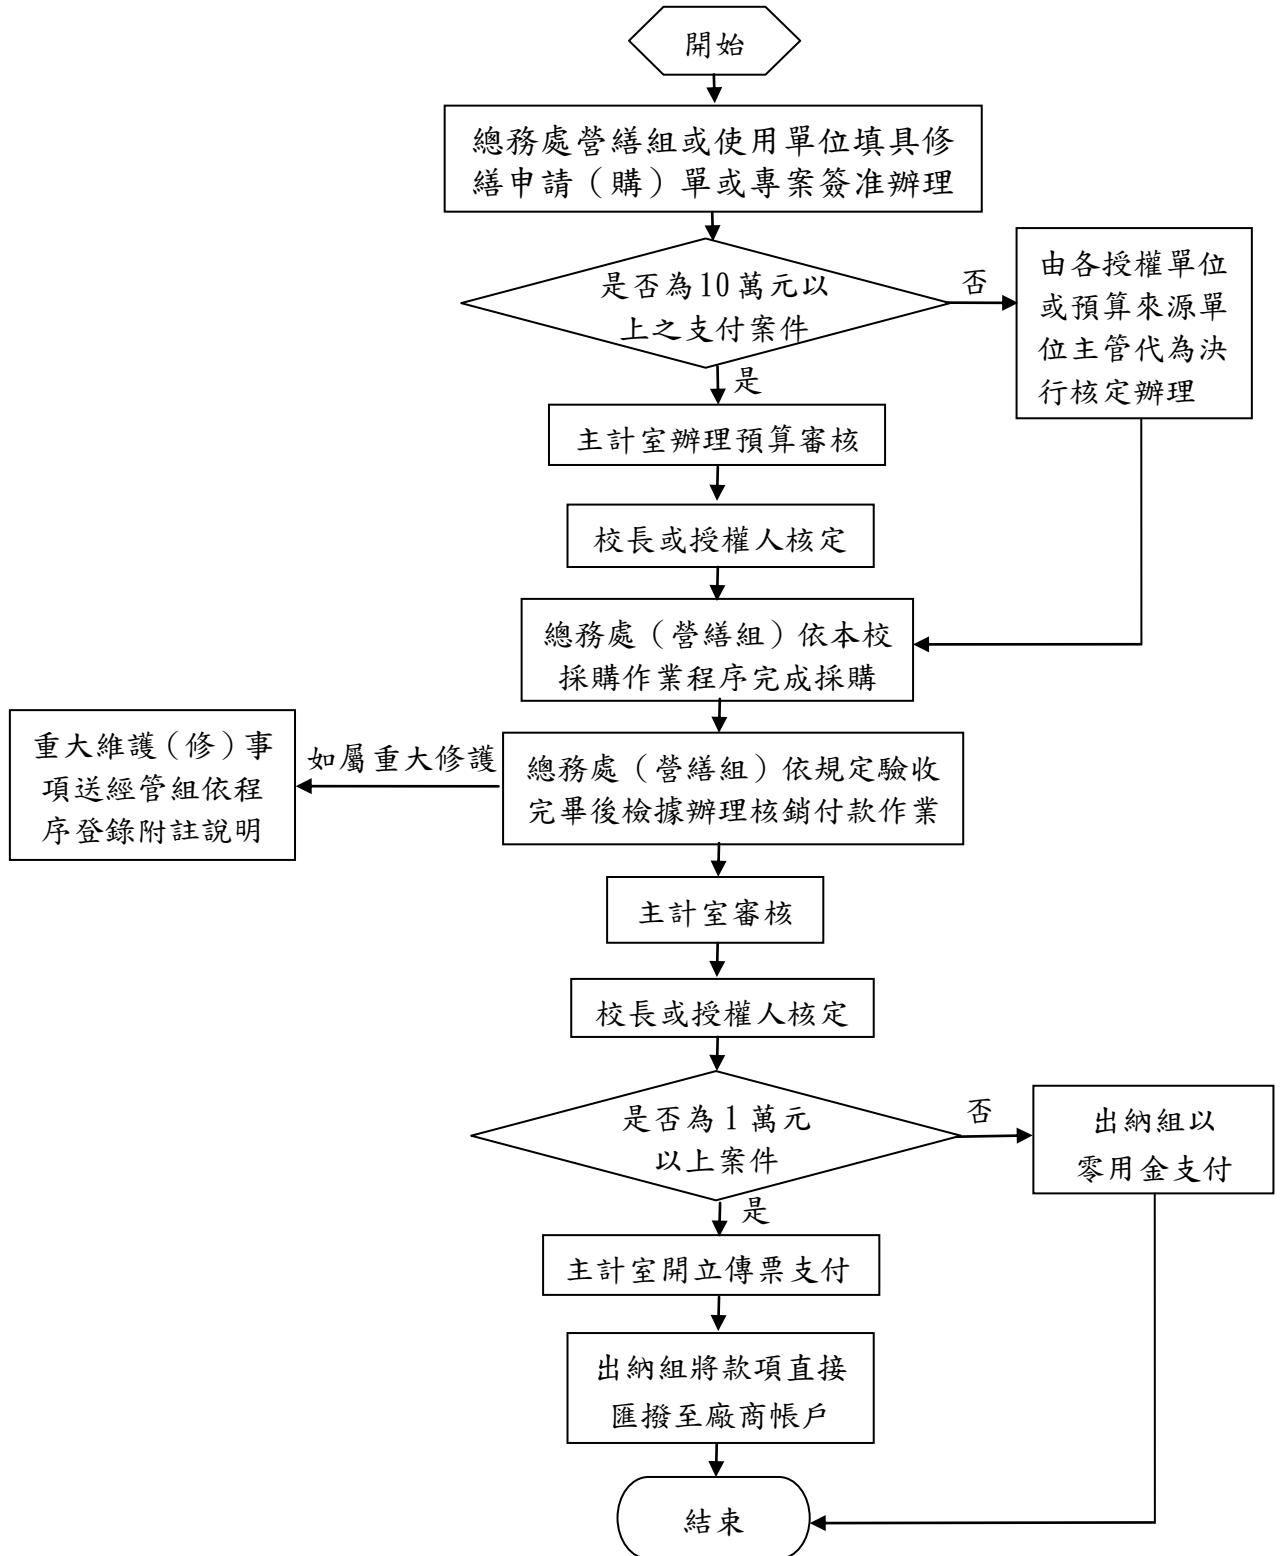 開始
總務處營繕組或使用單位填具修
繕申請（購）單或專案簽准辦理
是否為10萬元以
上之支付案件
否
由各授權單位
或預算來源單
位主管代為決
行核定辦理
是
主計室辦理預算審核
校長或授權人核定
總務處（營繕組）依本校
採購作業程序完成採購
重大維護（修）事
項送經管組依程
序登錄附註說明
如屬重大修護
總務處（營繕組）依規定驗收
完畢後檢據辦理核銷付款作業
主計室審核
校長或授權人核定
是否為1萬元
以上案件
否
出納組以
零用金支付
是
主計室開立傳票支付
出納組將款項直接
匯撥至廠商帳戶
結束